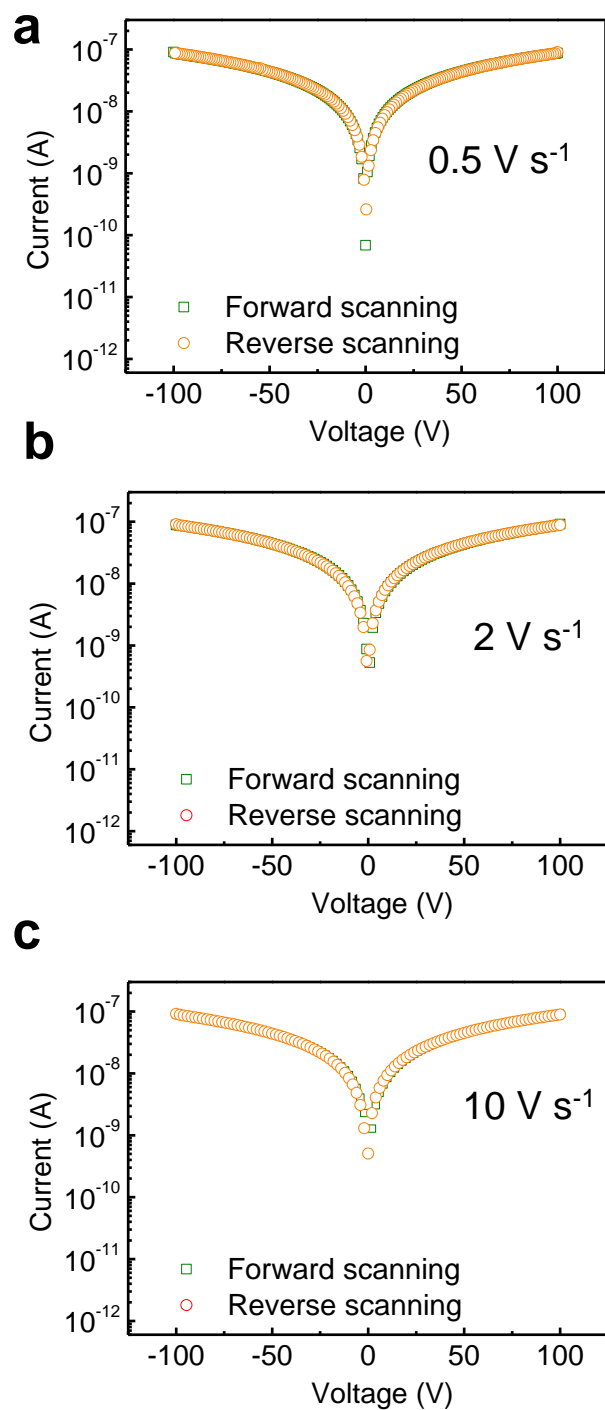 a
10⁻⁷
10⁻⁸
10⁻⁹
10⁻¹⁰
10⁻¹¹
10⁻¹²
Current (A)
0.5 V s⁻¹
Forward scanning
Reverse scanning
-100 -50 0 50 100
Voltage (V)
b
10⁻⁷
10⁻⁸
10⁻⁹
10⁻¹⁰
10⁻¹¹
10⁻¹²
Current (A)
2 V s⁻¹
Forward scanning
Reverse scanning
-100 -50 0 50 100
Voltage (V)
c
10⁻⁷
10⁻⁸
10⁻⁹
10⁻¹⁰
10⁻¹¹
10⁻¹²
Current (A)
10 V s⁻¹
Forward scanning
Reverse scanning
-100 -50 0 50 100
Voltage (V)